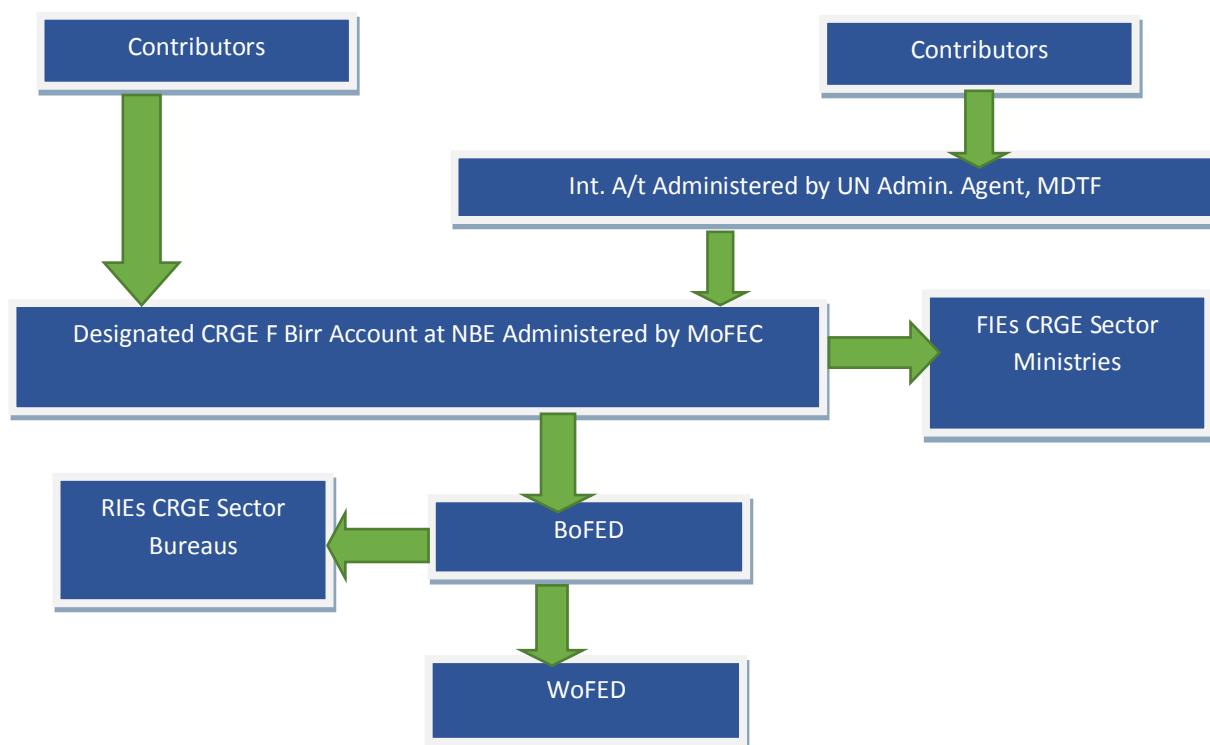 Contributors
Contributors
Int. A/t Administered by UN Admin. Agent, MDTF
Designated CRGE F Birr Account at NBE Administered by MoFEC
FIEs CRGE Sector
Ministries
RIEs CRGE Sector
Bureaus
BoFED
WoFED